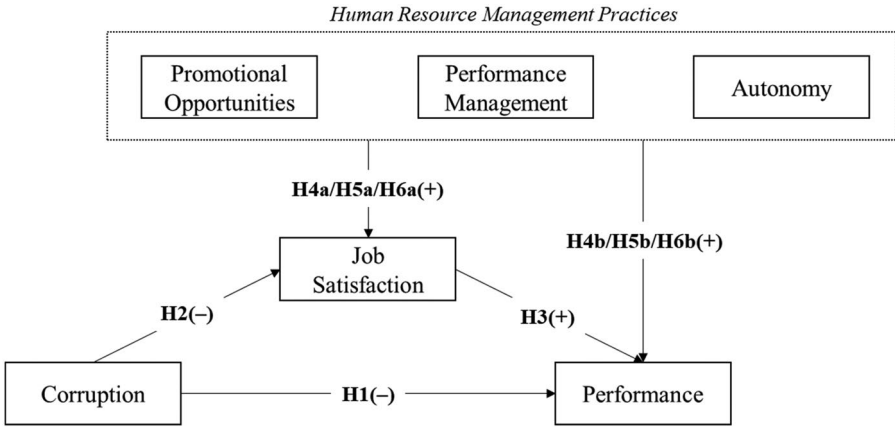 Human Resource Management Practices
Promotional
Opportunities
Performance
Management
Autonomy
H4a/H5a/H6a(+)
H4b/H5b/H6b(+)
Job
Satisfaction
H2(–)
H3(+)
Corruption
H1(–)
Performance